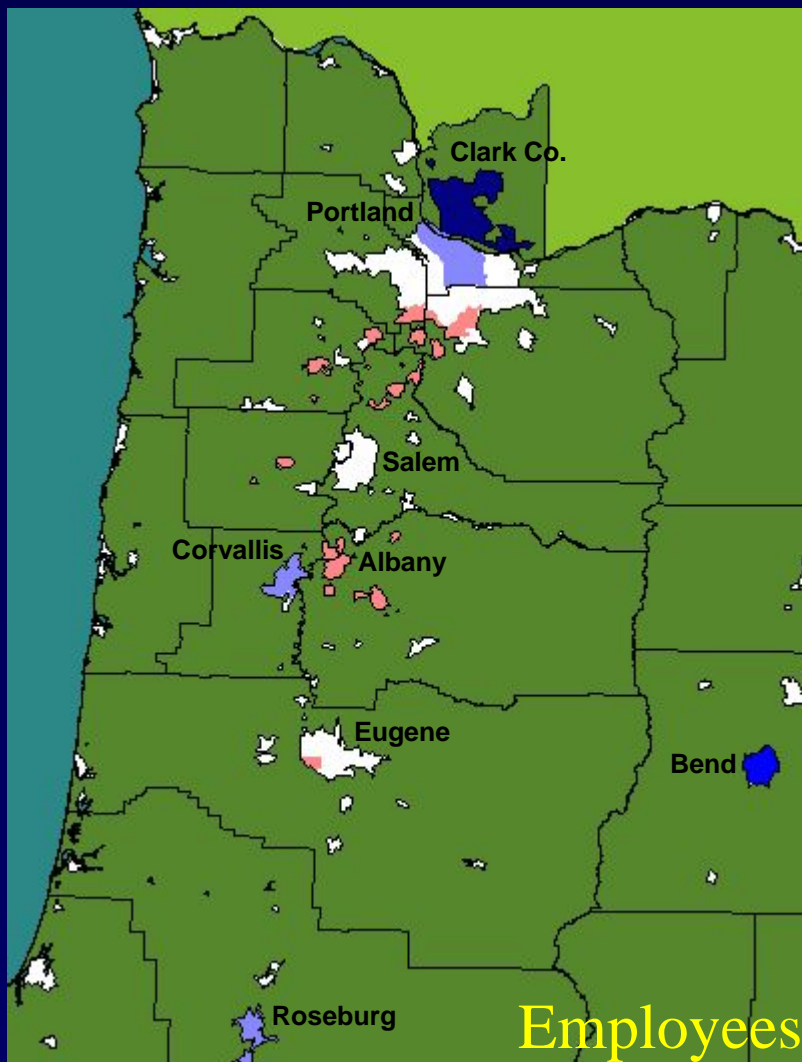 Clark Co.
Portland
Salem
Corvallis
Albany
Eugene
Bend
Roseburg
Employees